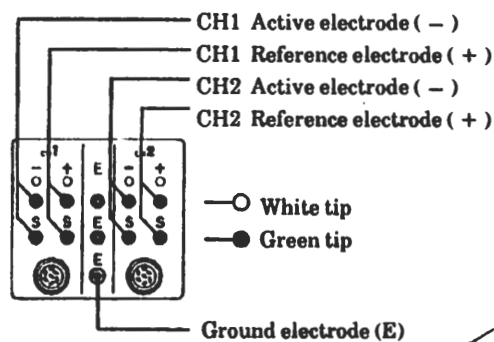 CH1 Active electrode ( − )
CH1 Reference electrode ( + )
CH2 Active electrode ( − )
CH2 Reference electrode ( + )
− + E − +
S S E S S
E
White tip
Green tip
Ground electrode (E)